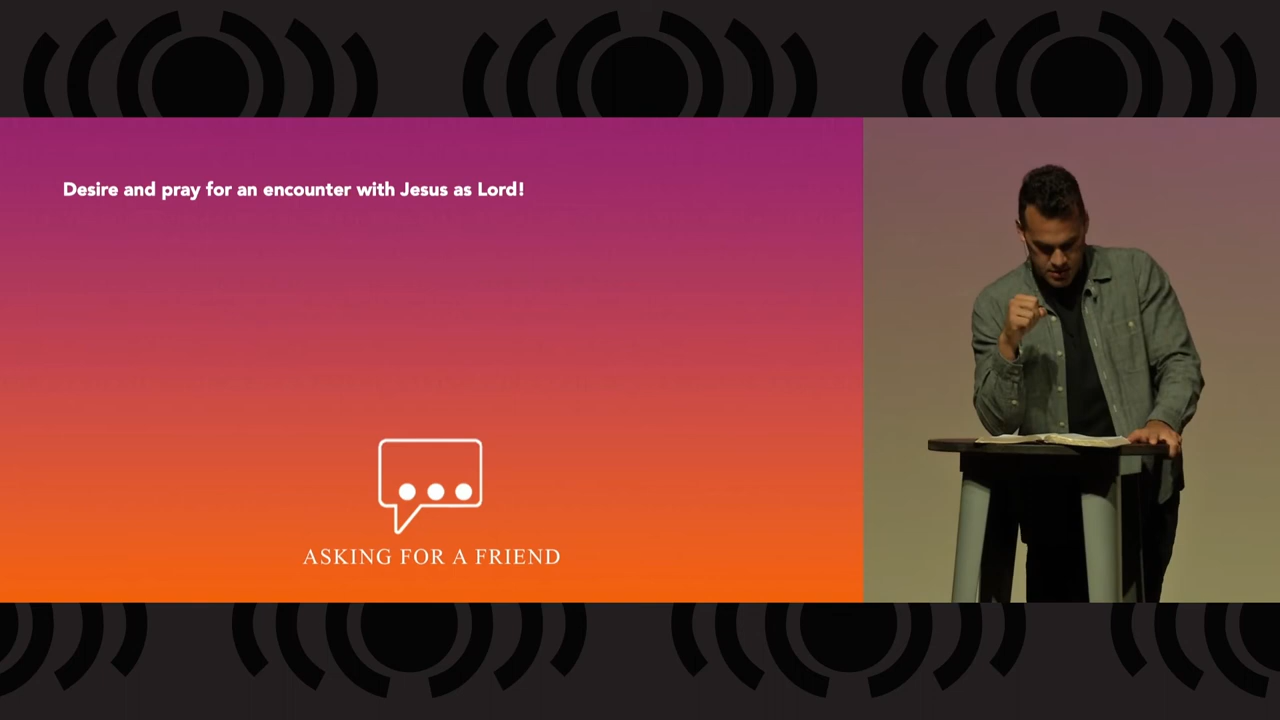 Desire and pray for an encounter with Jesus as Lord!
ASKING FOR A FRIEND